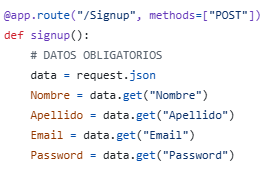 @app.route("/Signup", methods=["POST"])
def signup():
    # DATOS OBLIGATORIOS
    data = request.json
    Nombre = data.get("Nombre")
    Apellido = data.get("Apellido")
    Email = data.get("Email")
    Password = data.get("Password")